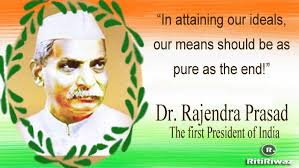 "In attaining our ideals,
our means should be as
pure as the end!"
Dr. Rajendra Prasad
The first President of India
R
RitiRiwaz